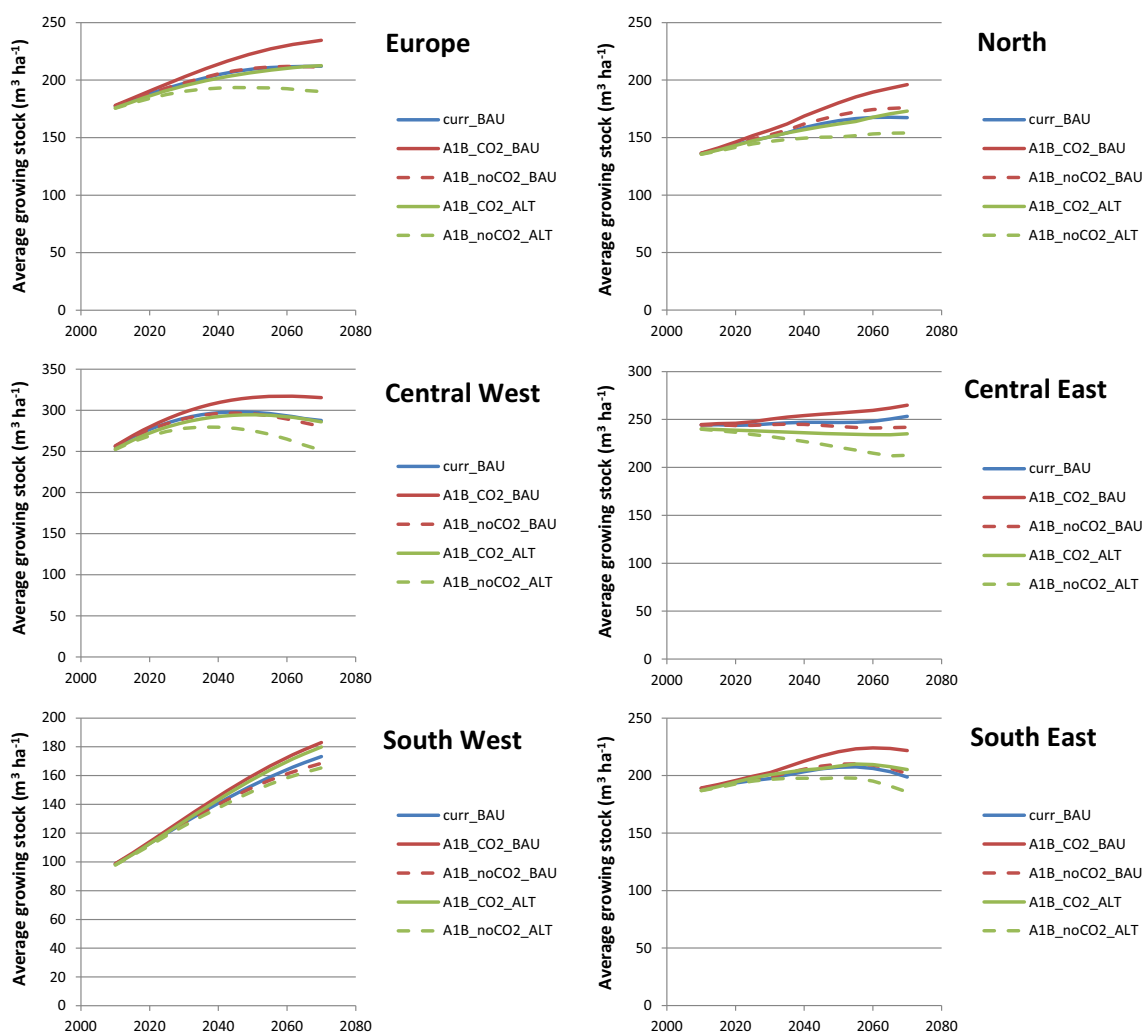 Europe
Average growing stock (m³ ha⁻¹)
250
200
150
100
50
0
2000 2020 2040 2060 2080
curr_BAU
A1B_CO2_BAU
A1B_noCO2_BAU
A1B_CO2_ALT
A1B_noCO2_ALT
North
Average growing stock (m³ ha⁻¹)
250
200
150
100
50
0
2000 2020 2040 2060 2080
curr_BAU
A1B_CO2_BAU
A1B_noCO2_BAU
A1B_CO2_ALT
A1B_noCO2_ALT
Central West
Average growing stock (m³ ha⁻¹)
350
300
250
200
150
100
50
0
2000 2020 2040 2060 2080
curr_BAU
A1B_CO2_BAU
A1B_noCO2_BAU
A1B_CO2_ALT
A1B_noCO2_ALT
Central East
Average growing stock (m³ ha⁻¹)
300
250
200
150
100
50
0
2000 2020 2040 2060 2080
curr_BAU
A1B_CO2_BAU
A1B_noCO2_BAU
A1B_CO2_ALT
A1B_noCO2_ALT
South West
Average growing stock (m³ ha⁻¹)
200
180
160
140
120
100
80
60
40
20
0
2000 2020 2040 2060 2080
curr_BAU
A1B_CO2_BAU
A1B_noCO2_BAU
A1B_CO2_ALT
A1B_noCO2_ALT
South East
Average growing stock (m³ ha⁻¹)
250
200
150
100
50
0
2000 2020 2040 2060 2080
curr_BAU
A1B_CO2_BAU
A1B_noCO2_BAU
A1B_CO2_ALT
A1B_noCO2_ALT